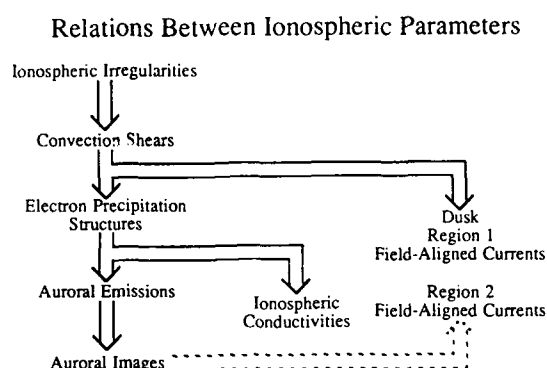 Relations Between Ionospheric Parameters
Ionospheric Irregularities
Convection Shears
Electron Precipitation
Structures
Dusk
Region 1
Field-Aligned Currents
Auroral Emissions
Ionospheric
Conductivities
Region 2
Field-Aligned Currents
Auroral Images